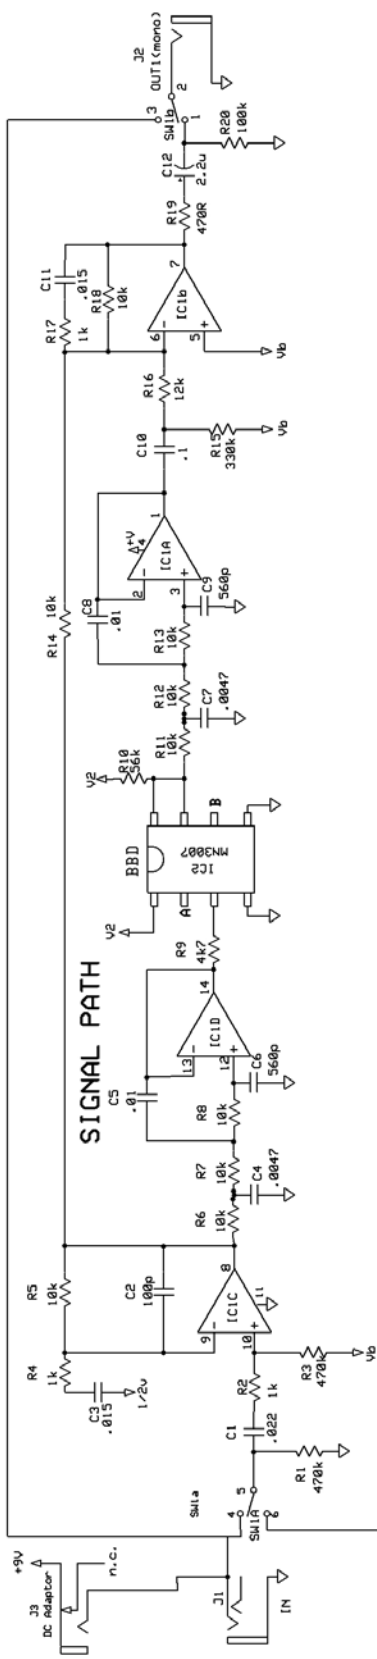 SIGNAL PATH
+9V
J3
DC Adaptor
n.c.
J1
IN
SW1a
4
5
6
SW1A
R1
470k
C1
.022
R2
1k
R3
470k
Vb
10
9
8
11
IC1C
+
-
R4
1k
C3
.015
1/2v
R5
10k
C2
100p
R6
10k
C4
.0047
R7
10k
R8
10k
C5
.01
C6
560p
13
12
14
IC1D
-
+
R9
4k7
V2
BBD
IC2
MN3007
A
B
V2
R10
56k
R11
10k
C7
.0047
R12
10k
R13
10k
C8
.01
C9
560p
2
3
1
4
+V
IC1A
-
+
R14
10k
C10
.1
R15
330k
Vb
R16
12k
R17
1k
C11
.015
R18
10k
6
5
7
IC1b
-
+
Vb
R19
470R
C12
+
2.2u
R20
100k
3
2
1
SW1b
J2
OUT1(mono)